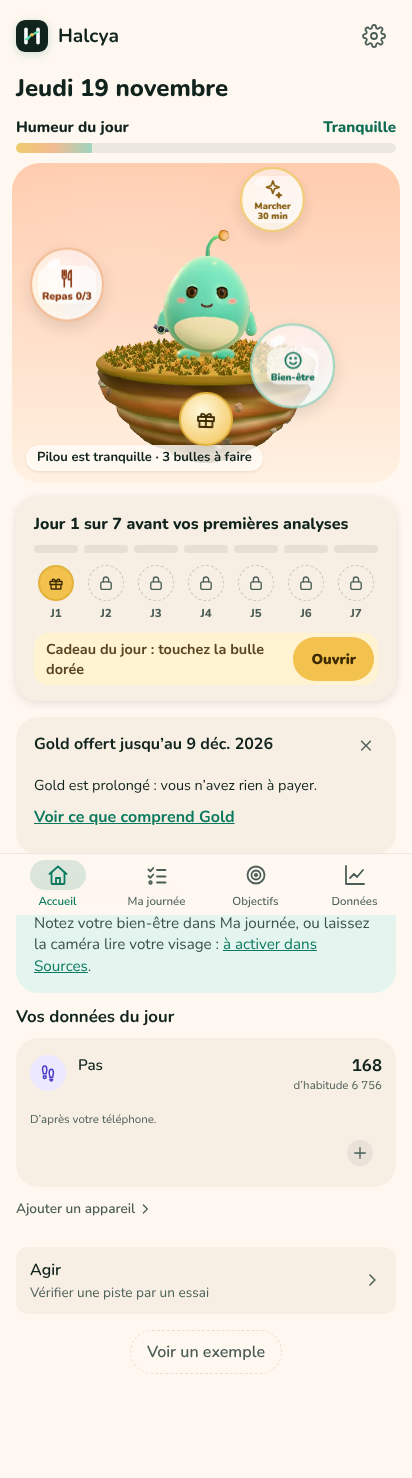 Halcya
Jeudi 19 novembre
Humeur du jour
Tranquille
Marcher
30 min
Repas 0/3
Bien-être
Pilou est tranquille · 3 bulles à faire
Jour 1 sur 7 avant vos premières analyses
J1
J2
J3
J4
J5
J6
J7
Cadeau du jour : touchez la bulle
dorée
Ouvrir
Gold offert jusqu’au 9 déc. 2026
Gold est prolongé : vous n’avez rien à payer.
Voir ce que comprend Gold
Accueil
Ma journée
Objectifs
Données
Notez votre bien-être dans Ma journée, ou laissez
la caméra lire votre visage : à activer dans
Sources.
Vos données du jour
Pas
168
d’habitude 6 756
D’après votre téléphone.
Ajouter un appareil
Agir
Vérifier une piste par un essai
Voir un exemple